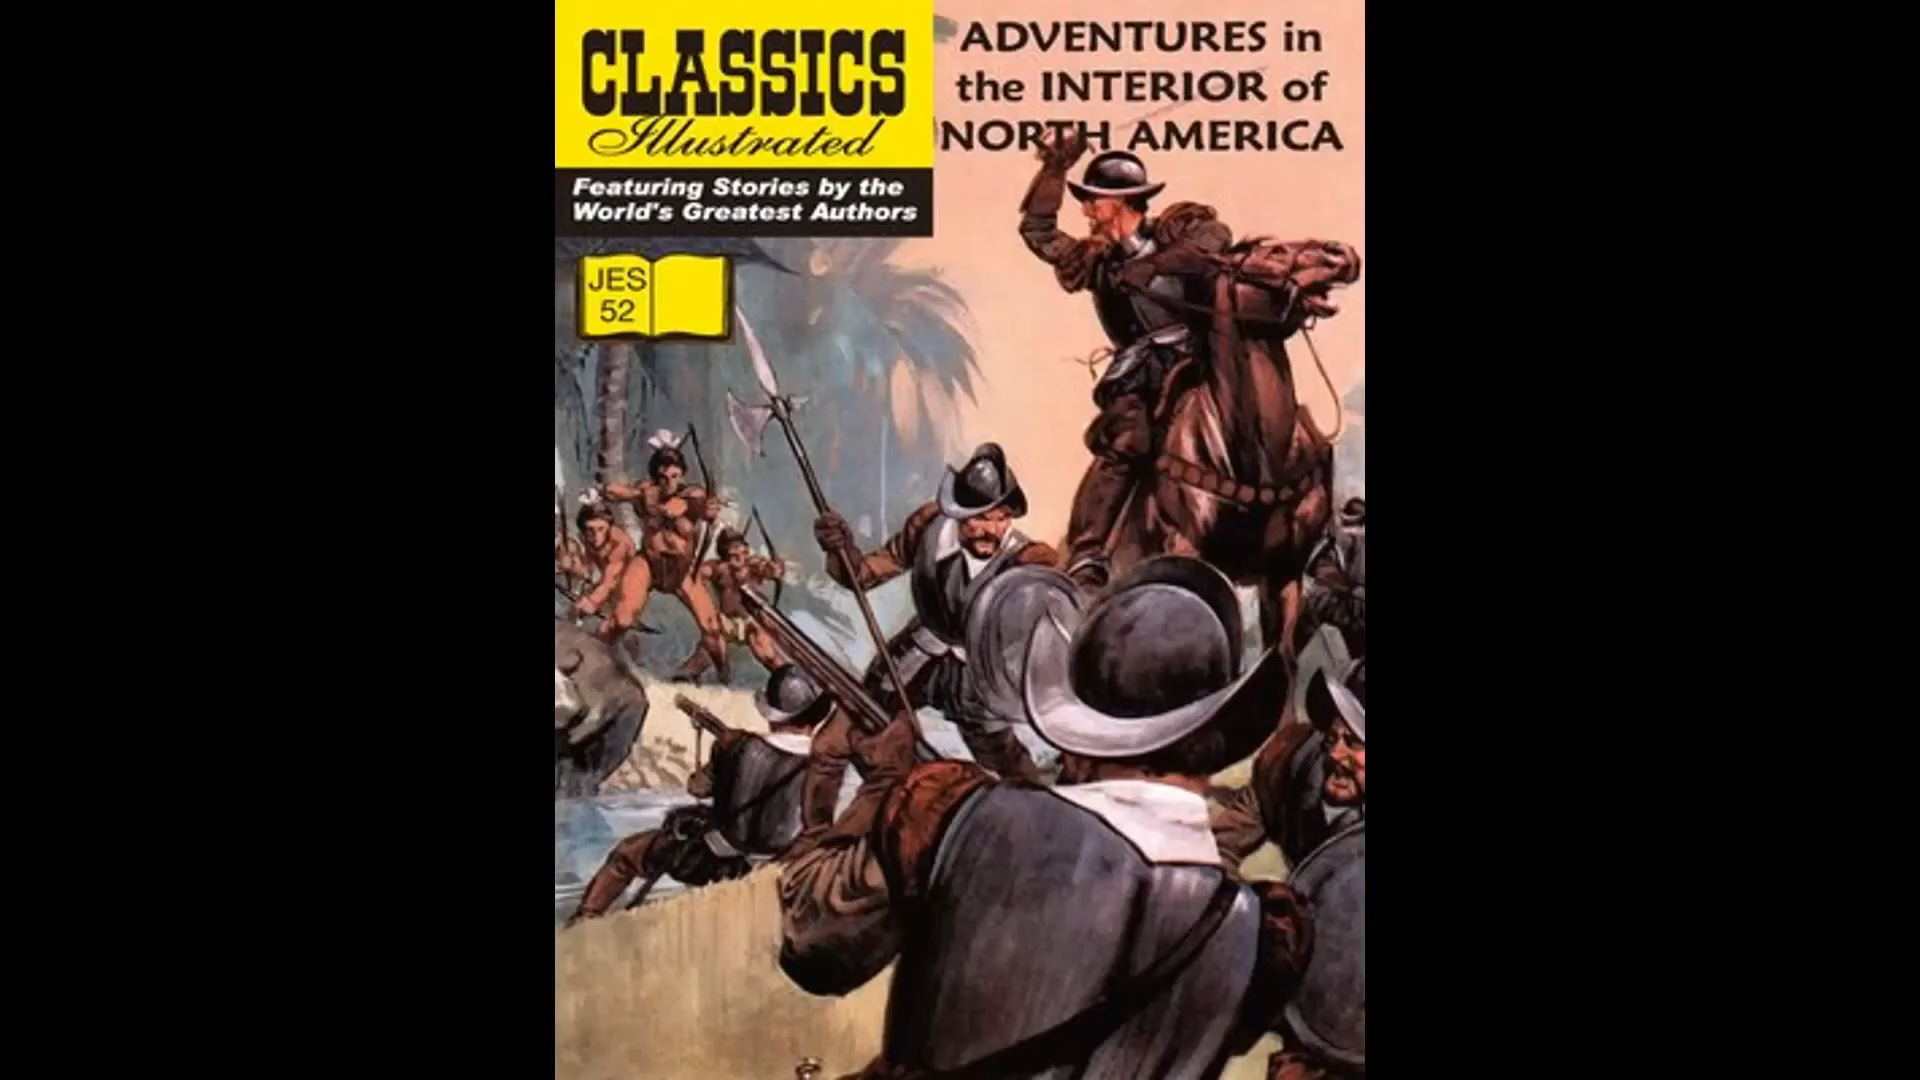 CLASSICS
Illustrated
Featuring Stories by the
World's Greatest Authors
JES
52
ADVENTURES in
the INTERIOR of
NORTH AMERICA